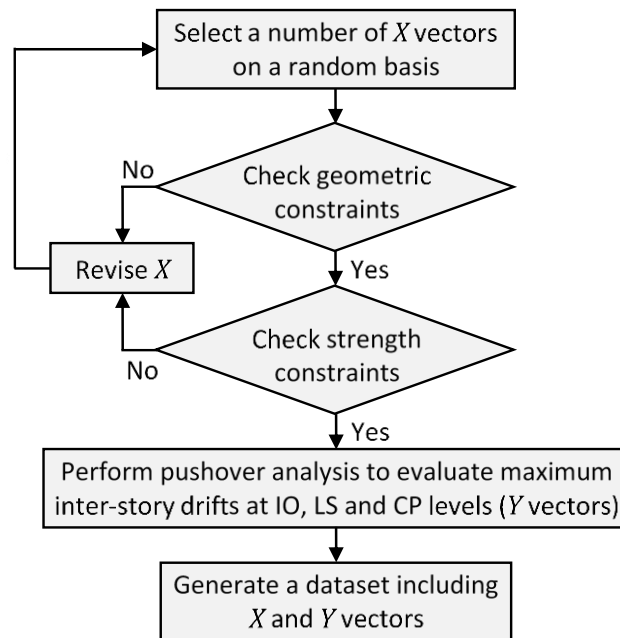 Select a number of X vectors
on a random basis
No
Check geometric
constraints
Revise X
Yes
Check strength
constraints
No
Yes
Perform pushover analysis to evaluate maximum
inter-story drifts at IO, LS and CP levels (Y vectors)
Generate a dataset including
X and Y vectors